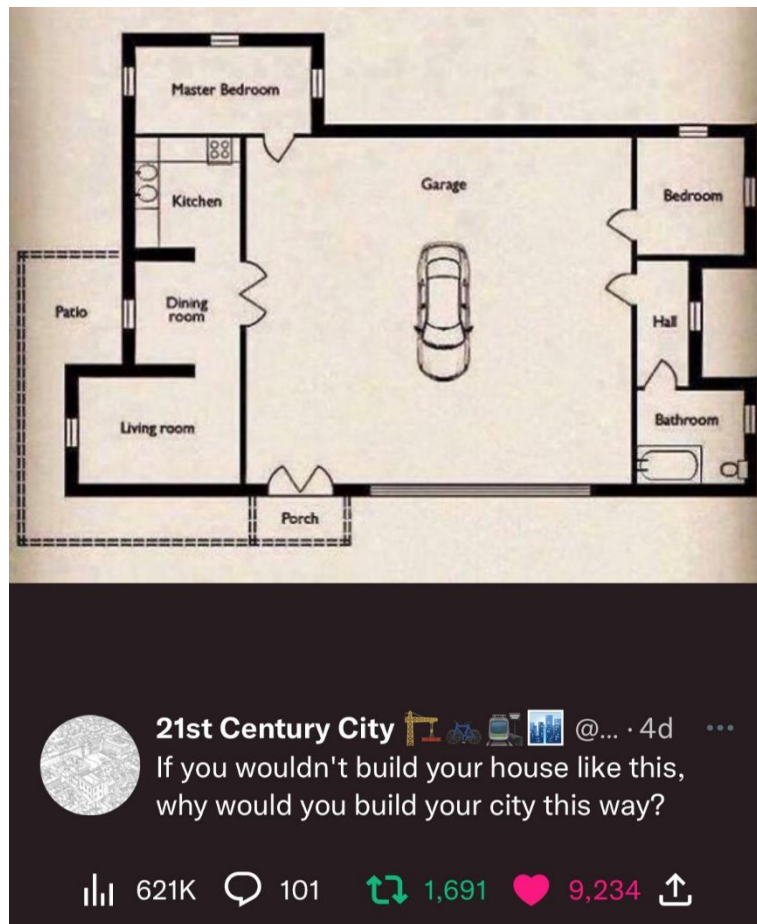 Master Bedroom
Garage
Bedroom
Kitchen
Patio
Dining
room
Hall
Living room
Bathroom
Porch
21st Century City 🏗️🚲🚉🏙️ @... · 4d
If you wouldn't build your house like this,
why would you build your city this way?
621K 101 1,691 9,234